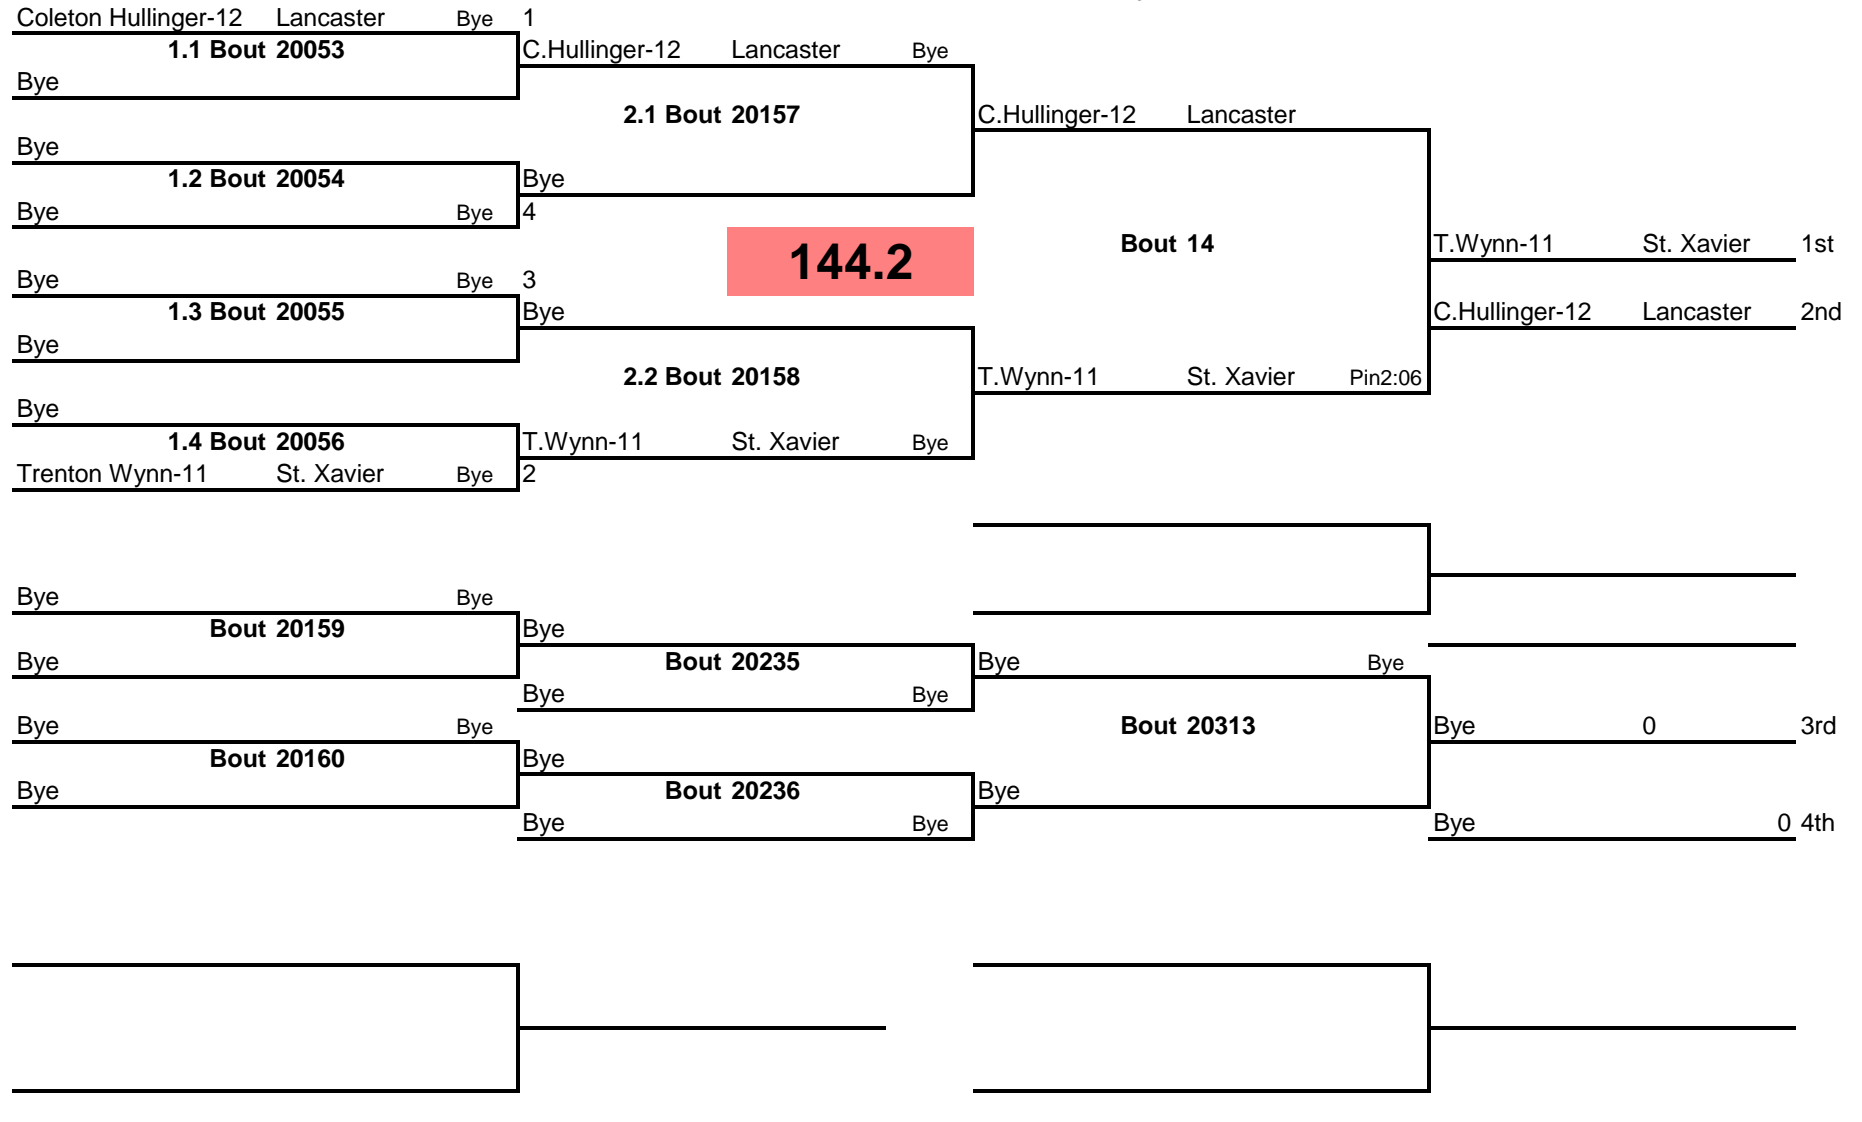 Coleton Hullinger-12 Lancaster Bye 1
1.1 Bout 20053 C.Hullinger-12 Lancaster Bye
Bye
2.1 Bout 20157 C.Hullinger-12 Lancaster
Bye
1.2 Bout 20054 Bye
Bye Bye 4
144.2 Bout 14 T.Wynn-11 St. Xavier 1st
Bye Bye 3
1.3 Bout 20055 Bye C.Hullinger-12 Lancaster 2nd
Bye
2.2 Bout 20158 T.Wynn-11 St. Xavier Pin2:06
Bye
1.4 Bout 20056 T.Wynn-11 St. Xavier Bye
Trenton Wynn-11 St. Xavier Bye 2
Bye Bye
Bout 20159 Bye
Bye Bout 20235 Bye Bye
Bye Bye
Bye Bye Bout 20313 Bye 0 3rd
Bout 20160 Bye
Bye Bout 20236 Bye
Bye Bye Bye 0 4th